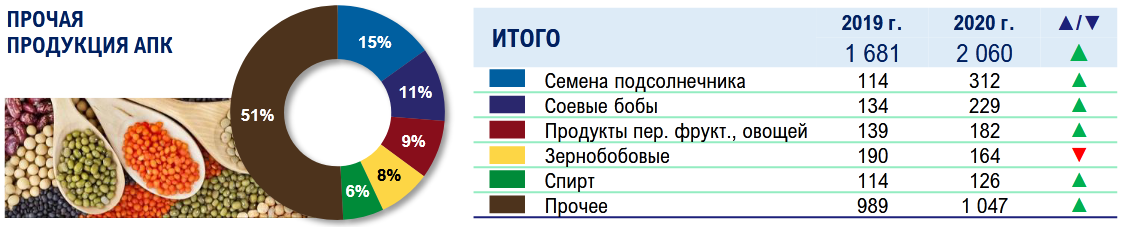 ПРОЧАЯ
ПРОДУКЦИЯ АПК
15%
11%
9%
8%
6%
51%
ИТОГО 2019 г. 2020 г. ▲/▼
1 681 2 060 ▲
Семена подсолнечника 114 312 ▲
Соевые бобы 134 229 ▲
Продукты пер. фрукт., овощей 139 182 ▲
Зернобобовые 190 164 ▼
Спирт 114 126 ▲
Прочее 989 1 047 ▲